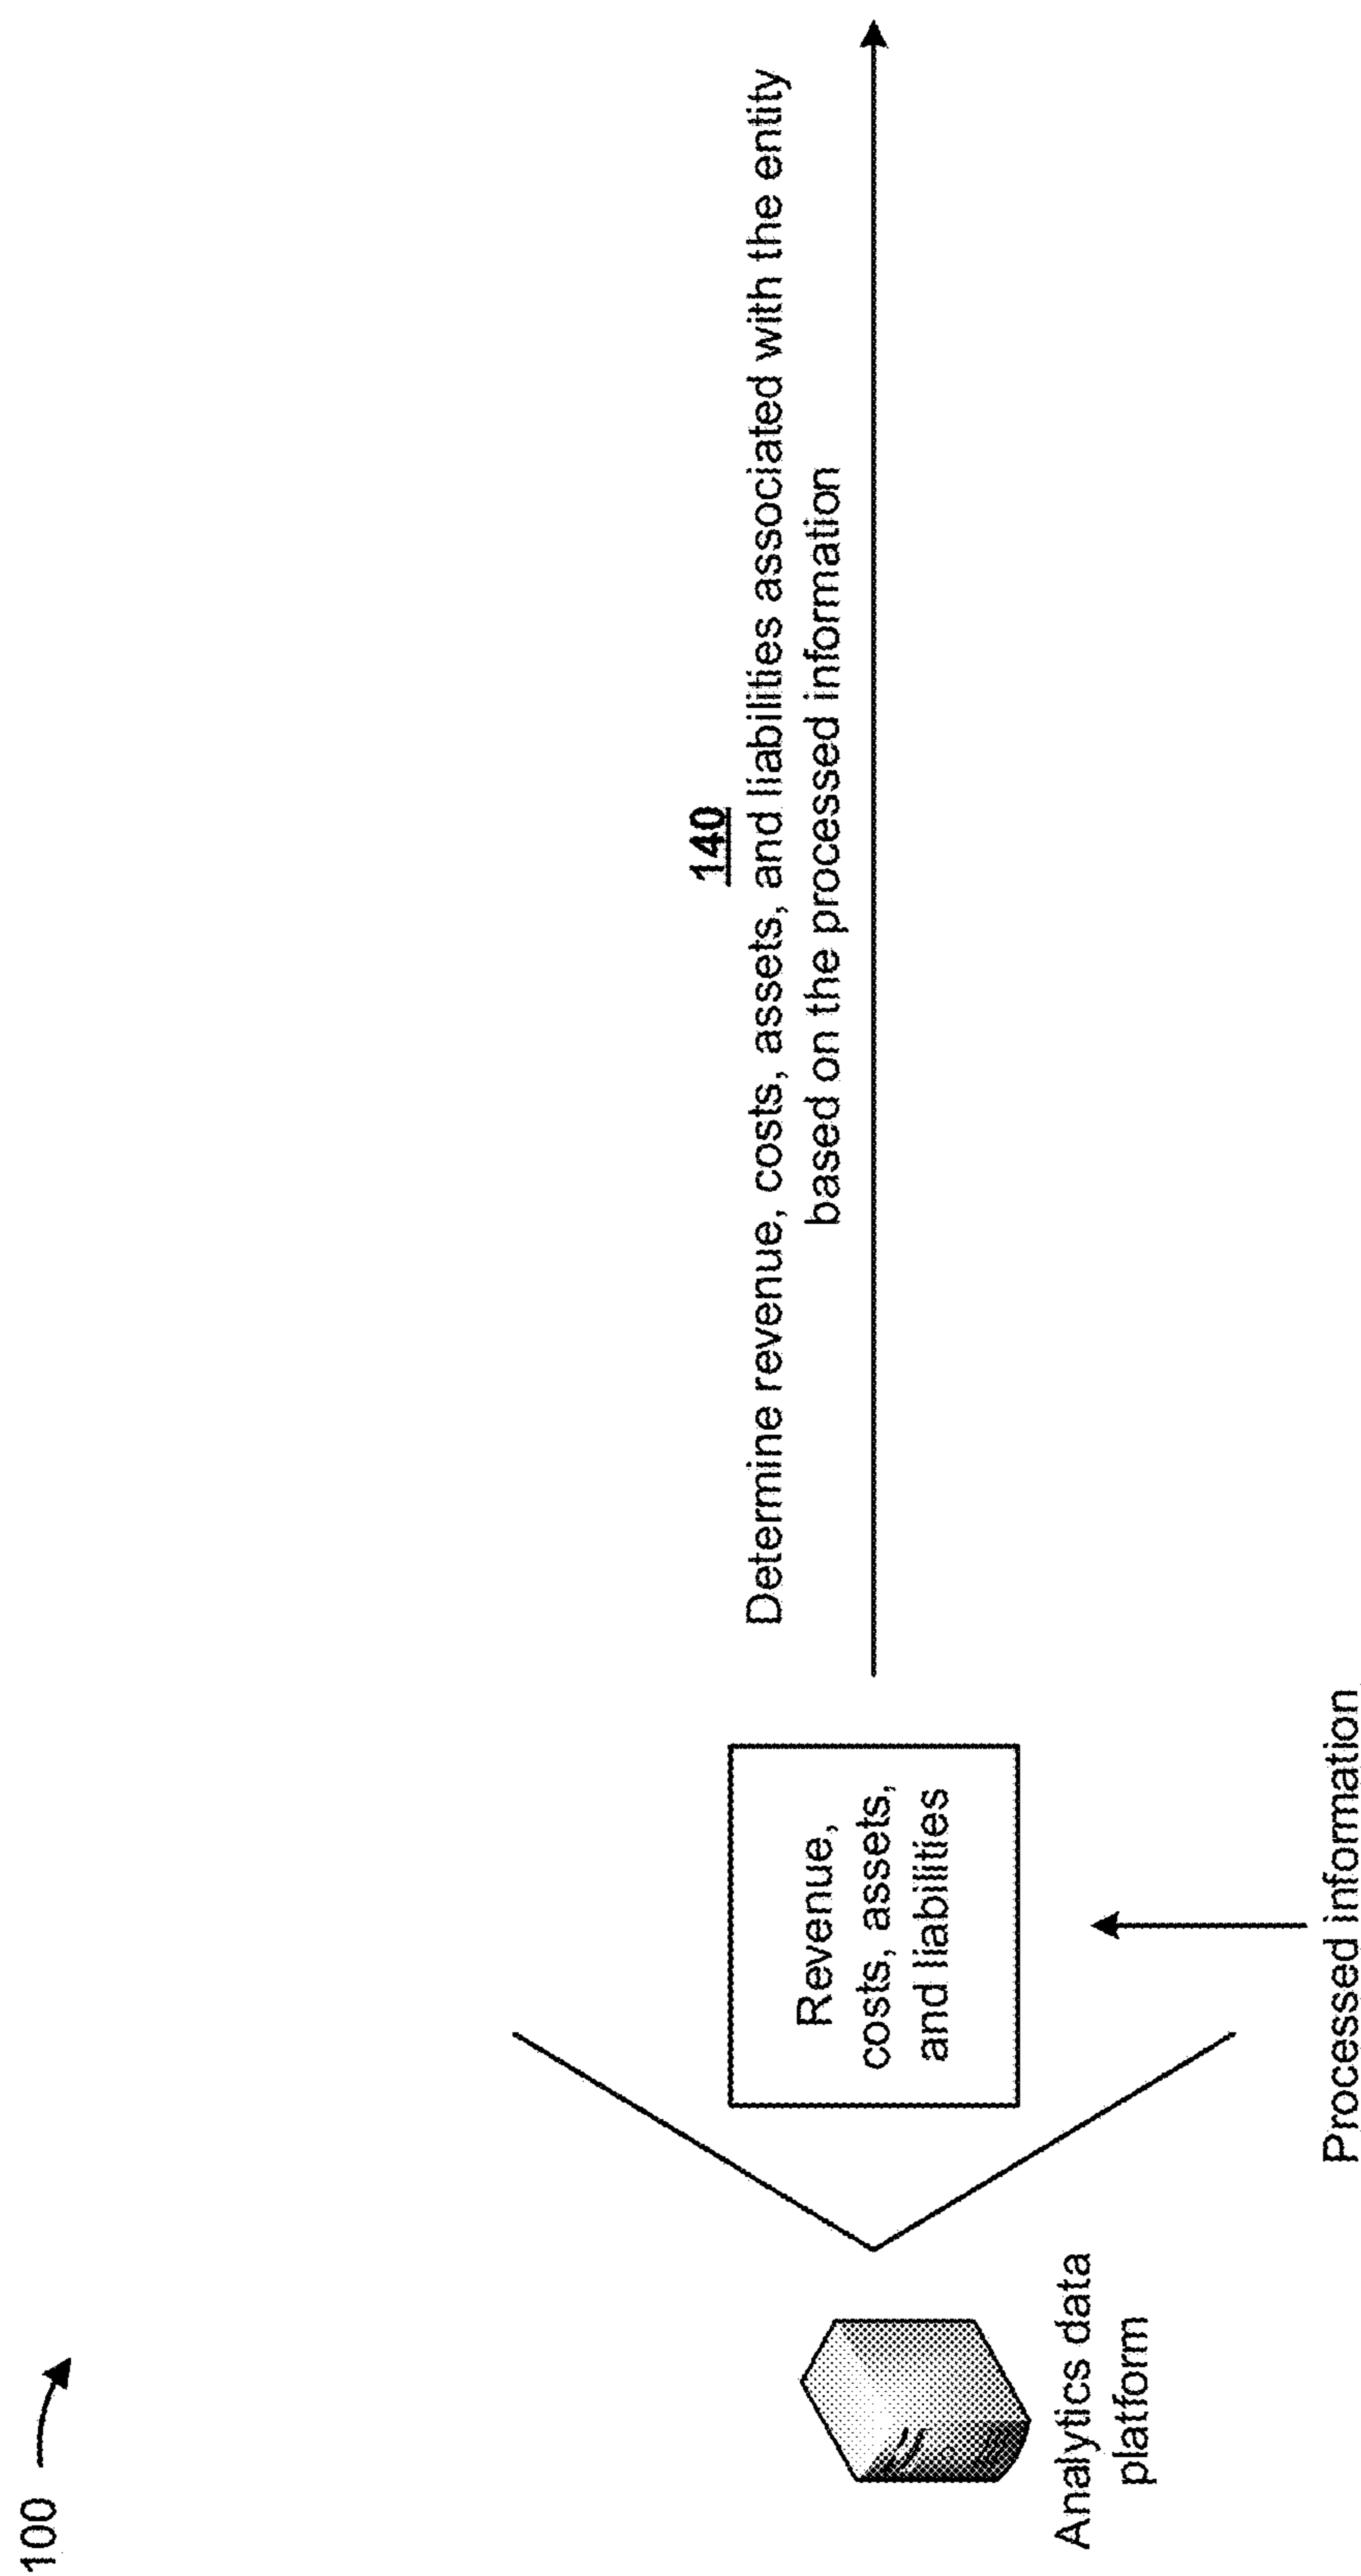 100
140
Determine revenue, costs, assets, and liabilities associated with the entity
based on the processed information
Revenue,
costs, assets,
and liabilities
Analytics data
platform
Processed information